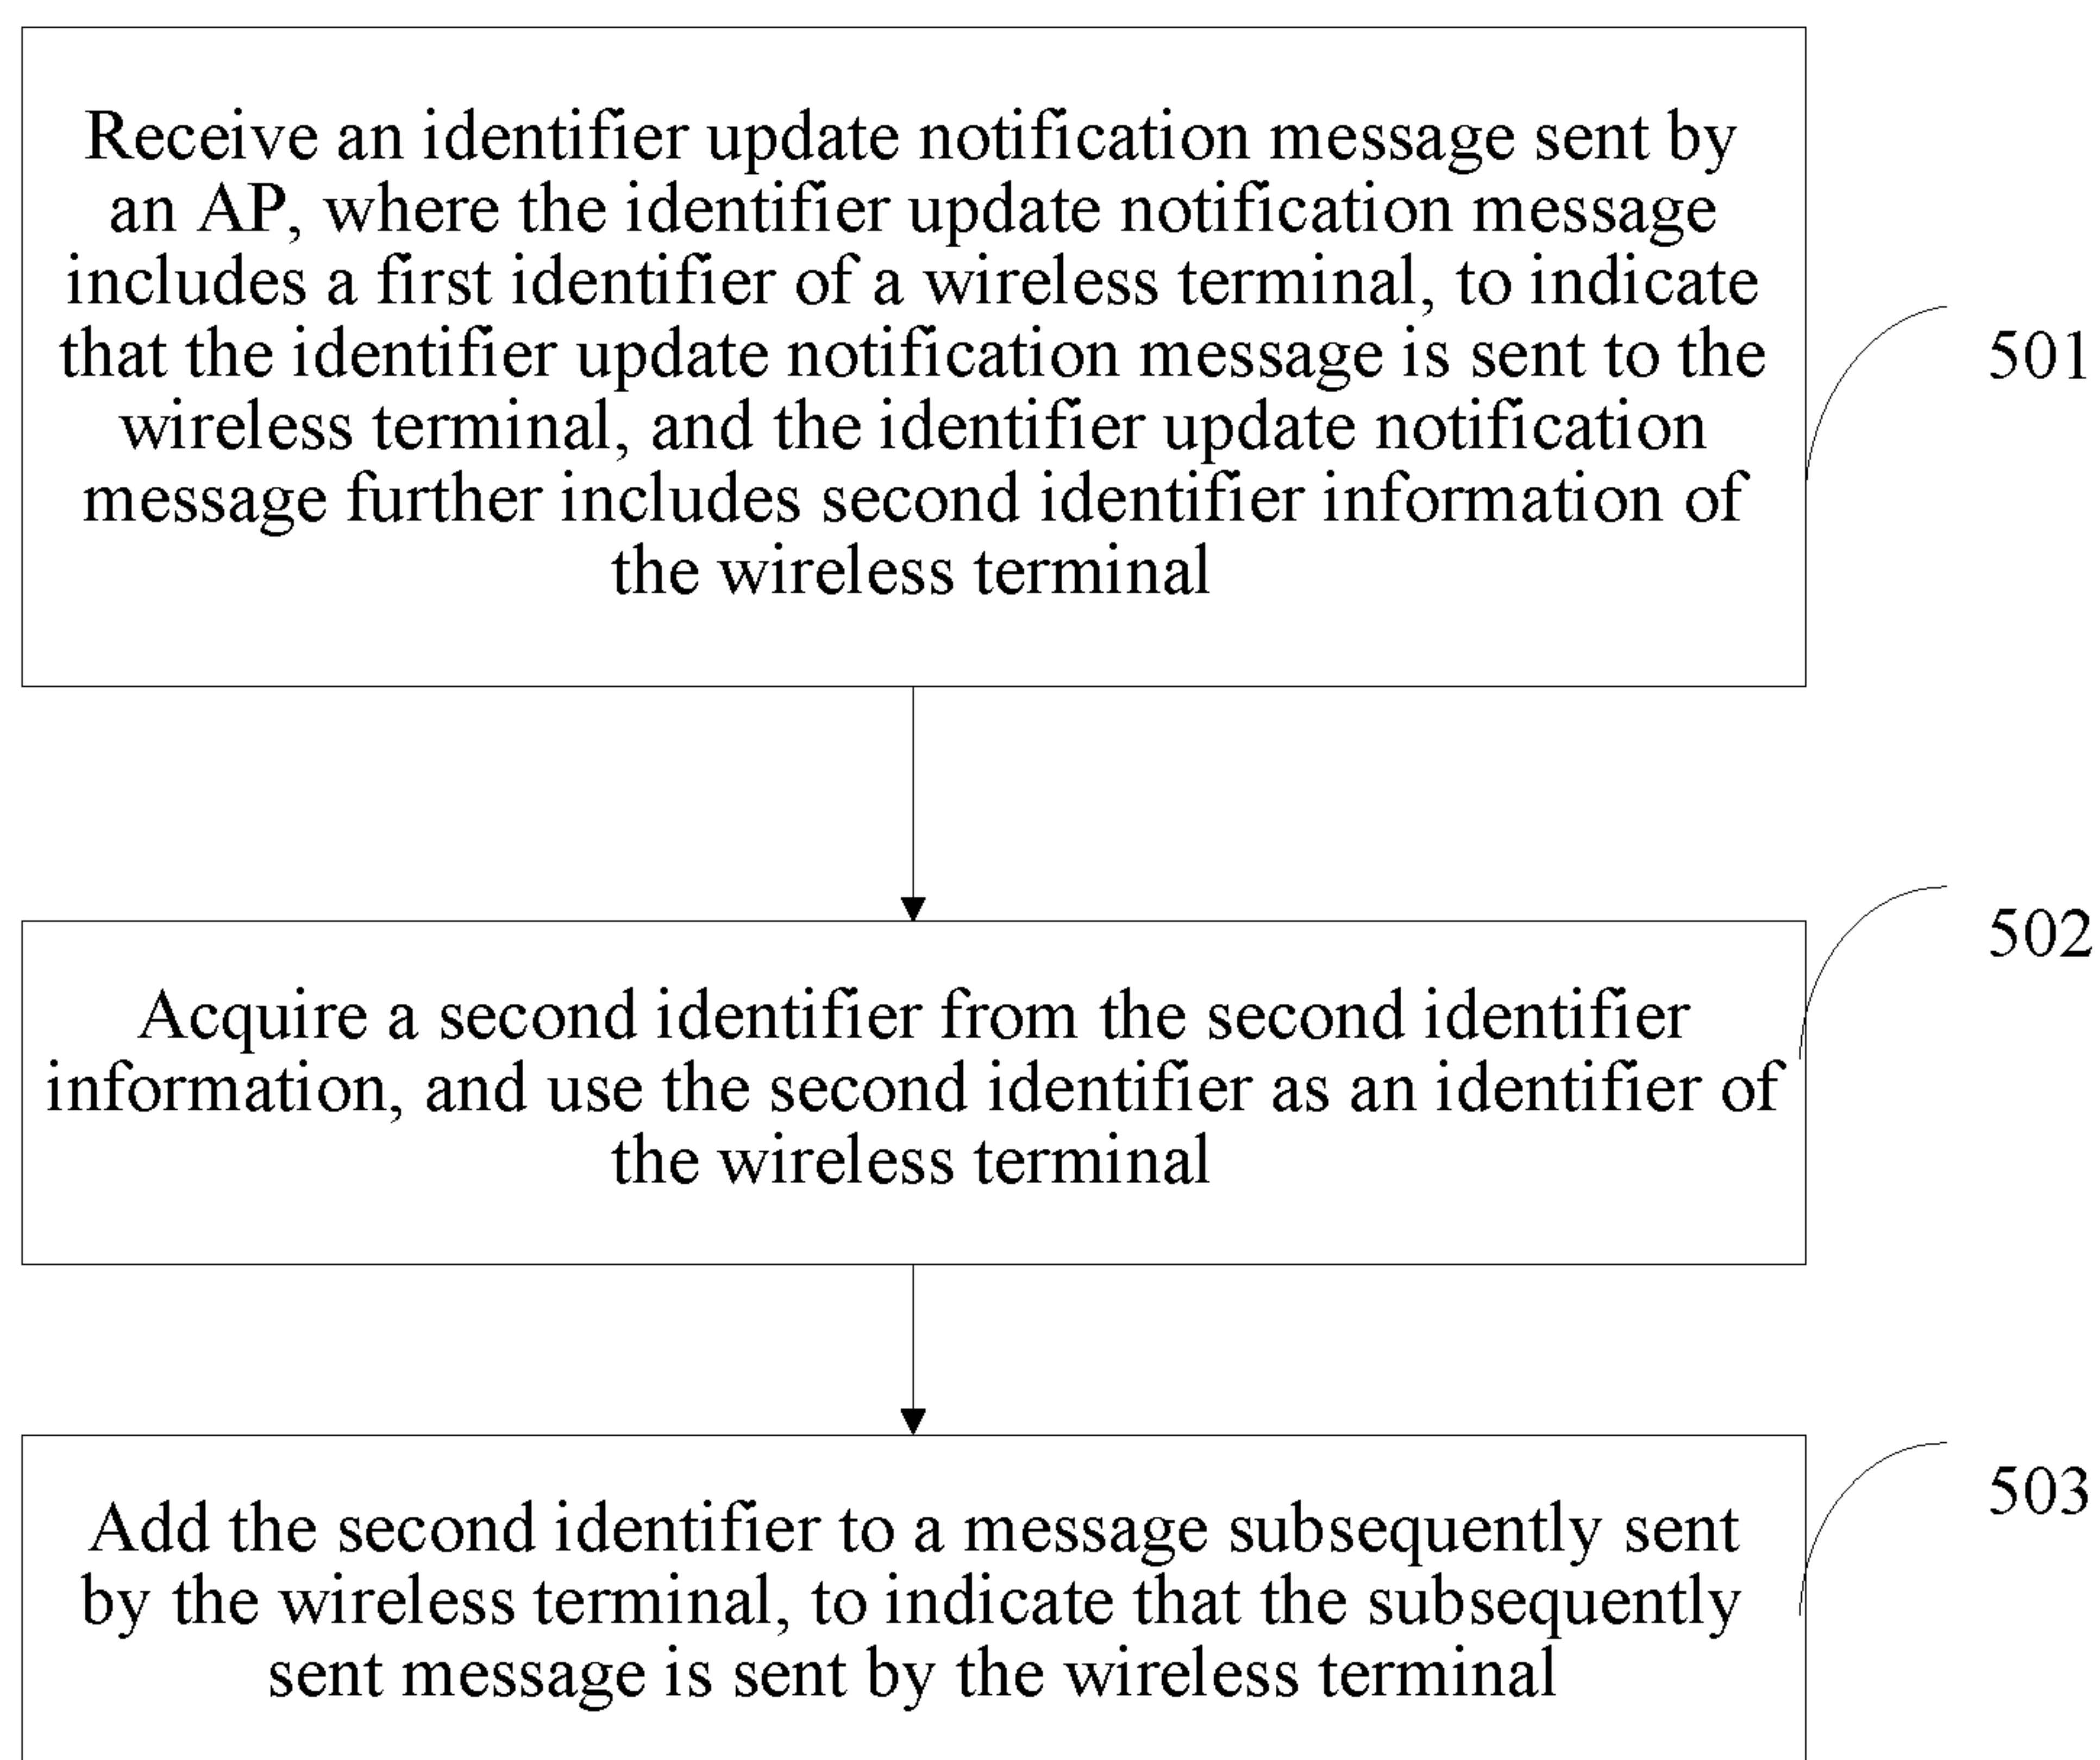 Receive an identifier update notification message sent by
an AP, where the identifier update notification message
includes a first identifier of a wireless terminal, to indicate
that the identifier update notification message is sent to the
wireless terminal, and the identifier update notification
message further includes second identifier information of
the wireless terminal
501
Acquire a second identifier from the second identifier
information, and use the second identifier as an identifier of
the wireless terminal
502
Add the second identifier to a message subsequently sent
by the wireless terminal, to indicate that the subsequently
sent message is sent by the wireless terminal
503